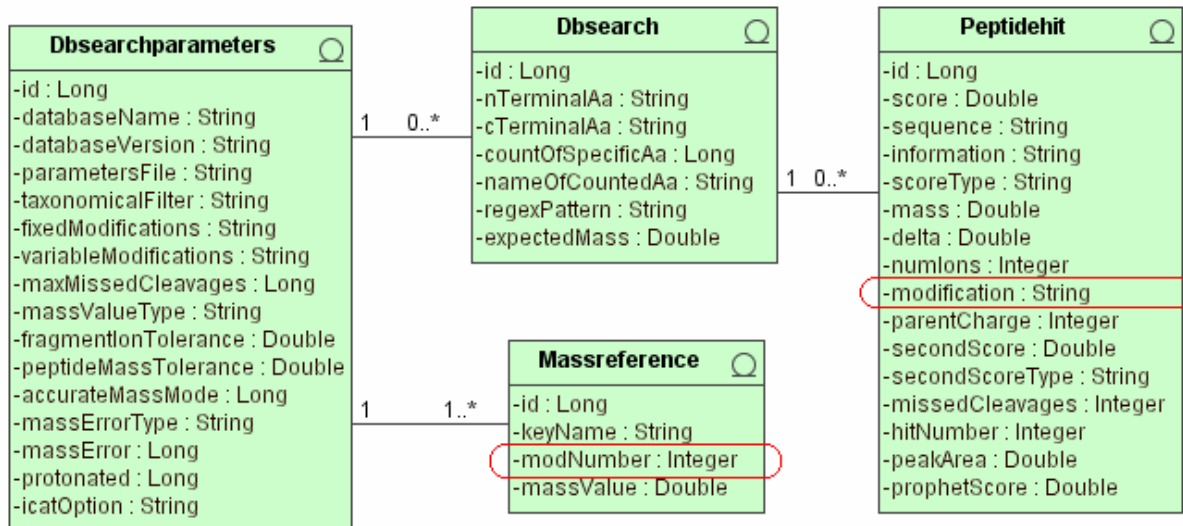 Dbsearchparameters
-id : Long
-databaseName : String
-databaseVersion : String
-parametersFile : String
-taxonomicalFilter : String
-fixedModifications : String
-variableModifications : String
-maxMissedCleavages : Long
-massValueType : String
-fragmentIonTolerance : Double
-peptideMassTolerance : Double
-accurateMassMode : Long
-massErrorType : String
-massError : Long
-protonated : Long
-icatOption : String
1 0..*
Dbsearch
-id : Long
-nTerminalAa : String
-cTerminalAa : String
-countOfSpecificAa : Long
-nameOfCountedAa : String
-regexPattern : String
-expectedMass : Double
1 0..*
Peptidehit
-id : Long
-score : Double
-sequence : String
-information : String
-scoreType : String
-mass : Double
-delta : Double
-numIons : Integer
-modification : String
-parentCharge : Integer
-secondScore : Double
-secondScoreType : String
-missedCleavages : Integer
-hitNumber : Integer
-peakArea : Double
-prophetScore : Double
1 1..*
Massreference
-id : Long
-keyName : String
-modNumber : Integer
-massValue : Double